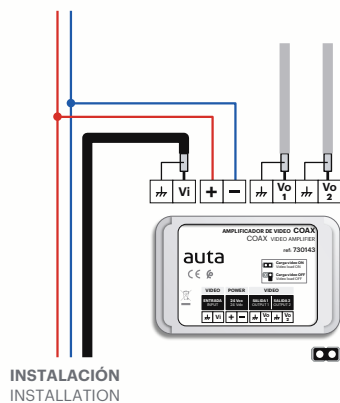 Vi + − Vo 1 Vo 2
AMPLIFICADOR DE VIDEO COAX
COAX VIDEO AMPLIFIER
ref. 730143
auta
CE
Carga video ON
Video load ON
Carga video OFF
Video load OFF
VIDEO POWER VIDEO
ENTRADA 24 Vcc SALIDA 1 SALIDA 2
INPUT 24 Vdc OUTPUT 1 OUTPUT 2
Vi + − Vo 1 Vo 2
INSTALACIÓN
INSTALLATION